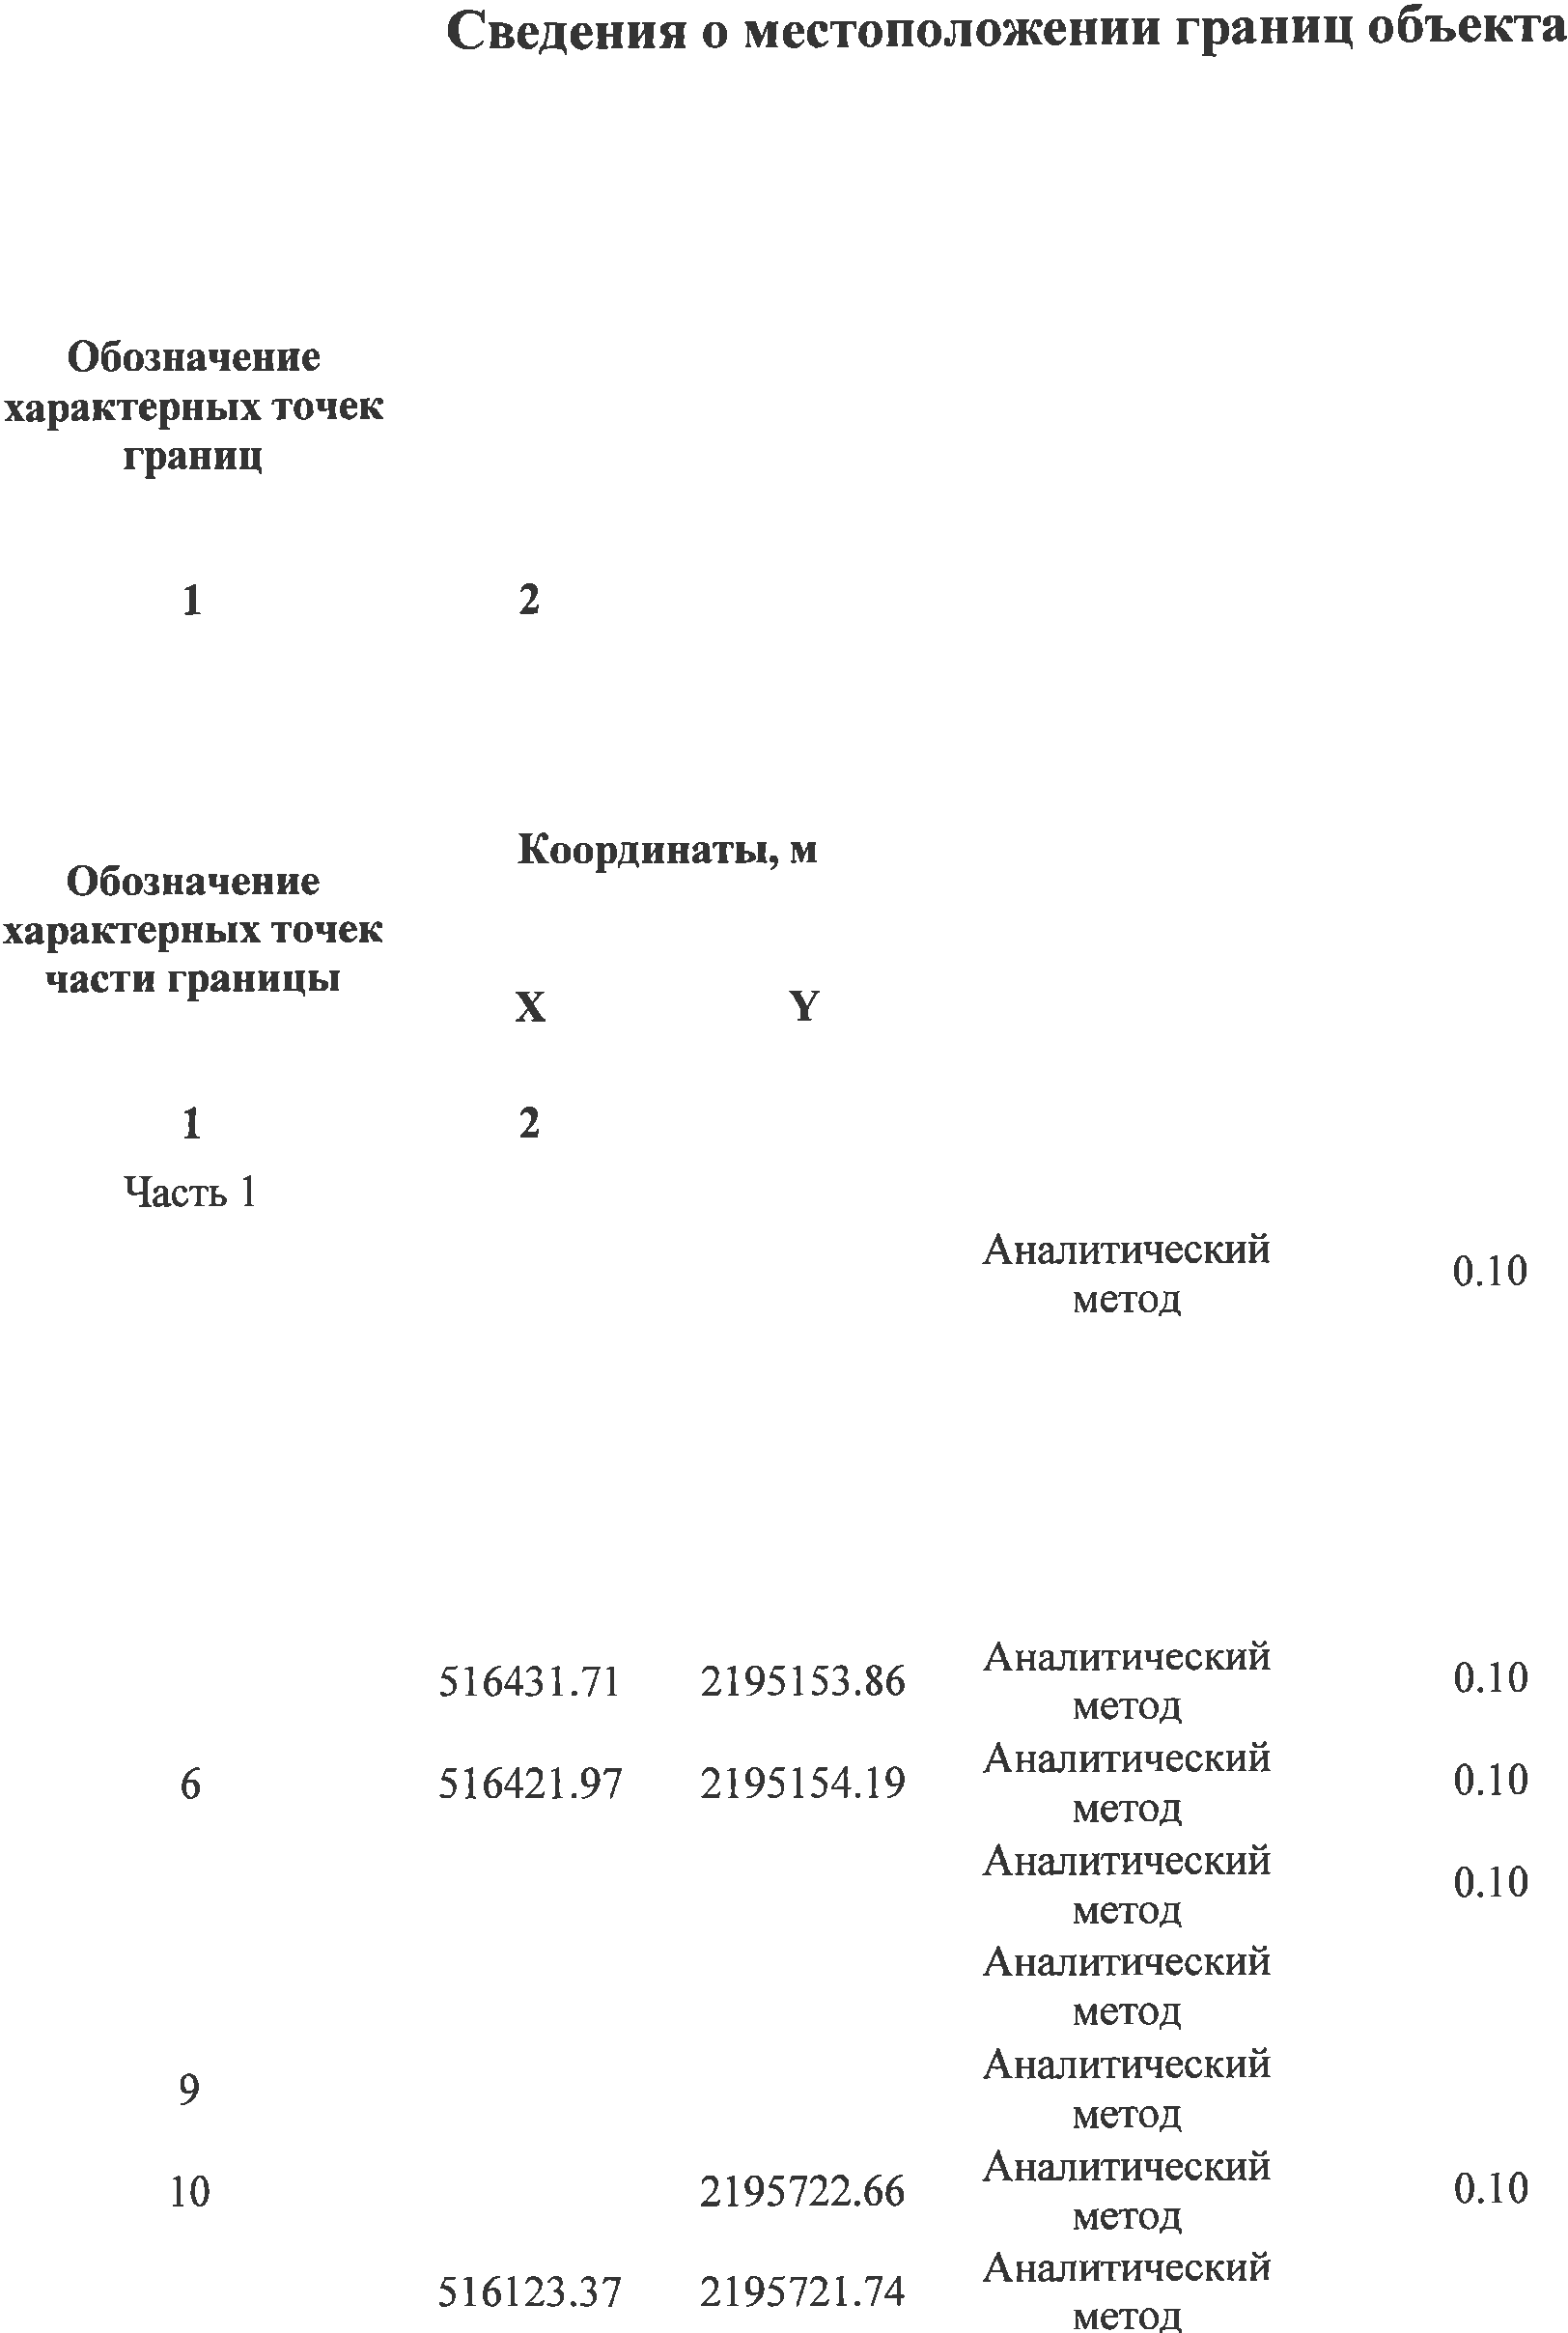 Сведения о местоположении границ объекта
Обозначение
характерных точек
границ
1 2
Координаты, м
Обозначение
характерных точек
части границы
X Y
1 2
Часть 1
Аналитический
метод
0.10
516431.71 2195153.86 Аналитический
метод
0.10
6 516421.97 2195154.19 Аналитический
метод
0.10
Аналитический
метод
0.10
Аналитический
метод
9 Аналитический
метод
10 2195722.66 Аналитический
метод
0.10
516123.37 2195721.74 Аналитический
метод